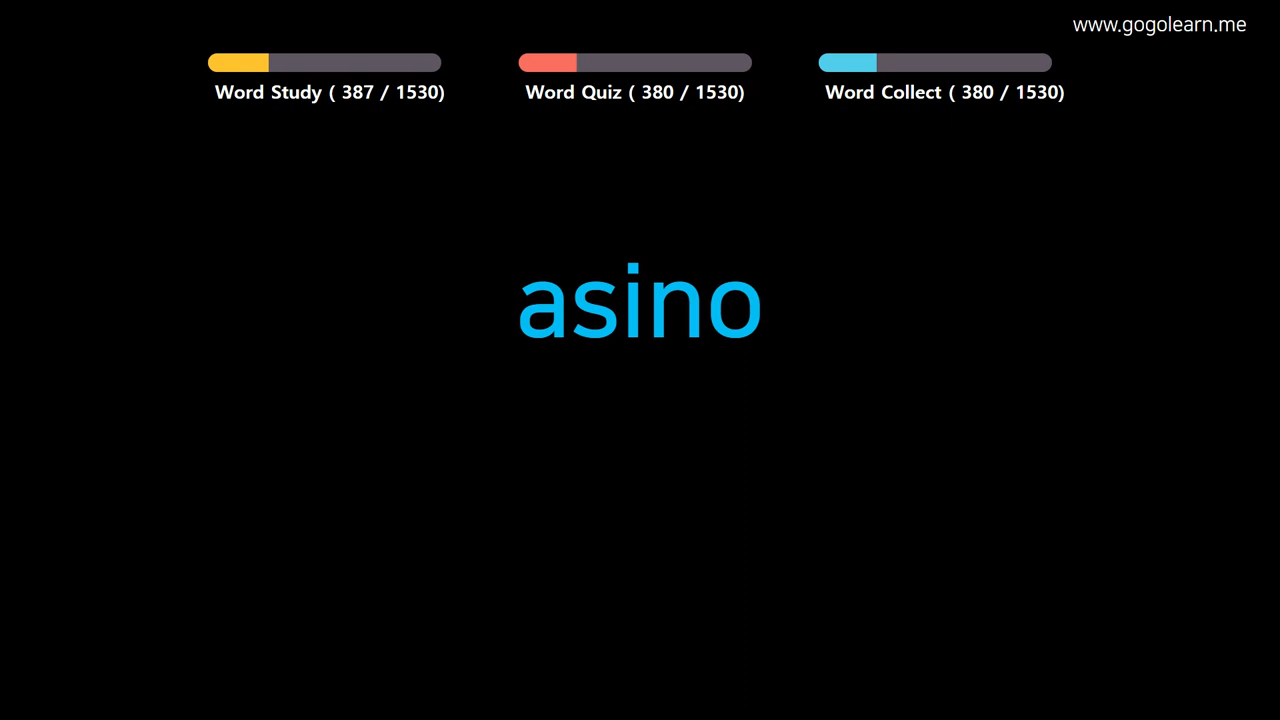 www.gogolearn.me
Word Study ( 387 / 1530)
Word Quiz ( 380 / 1530)
Word Collect ( 380 / 1530)
asino